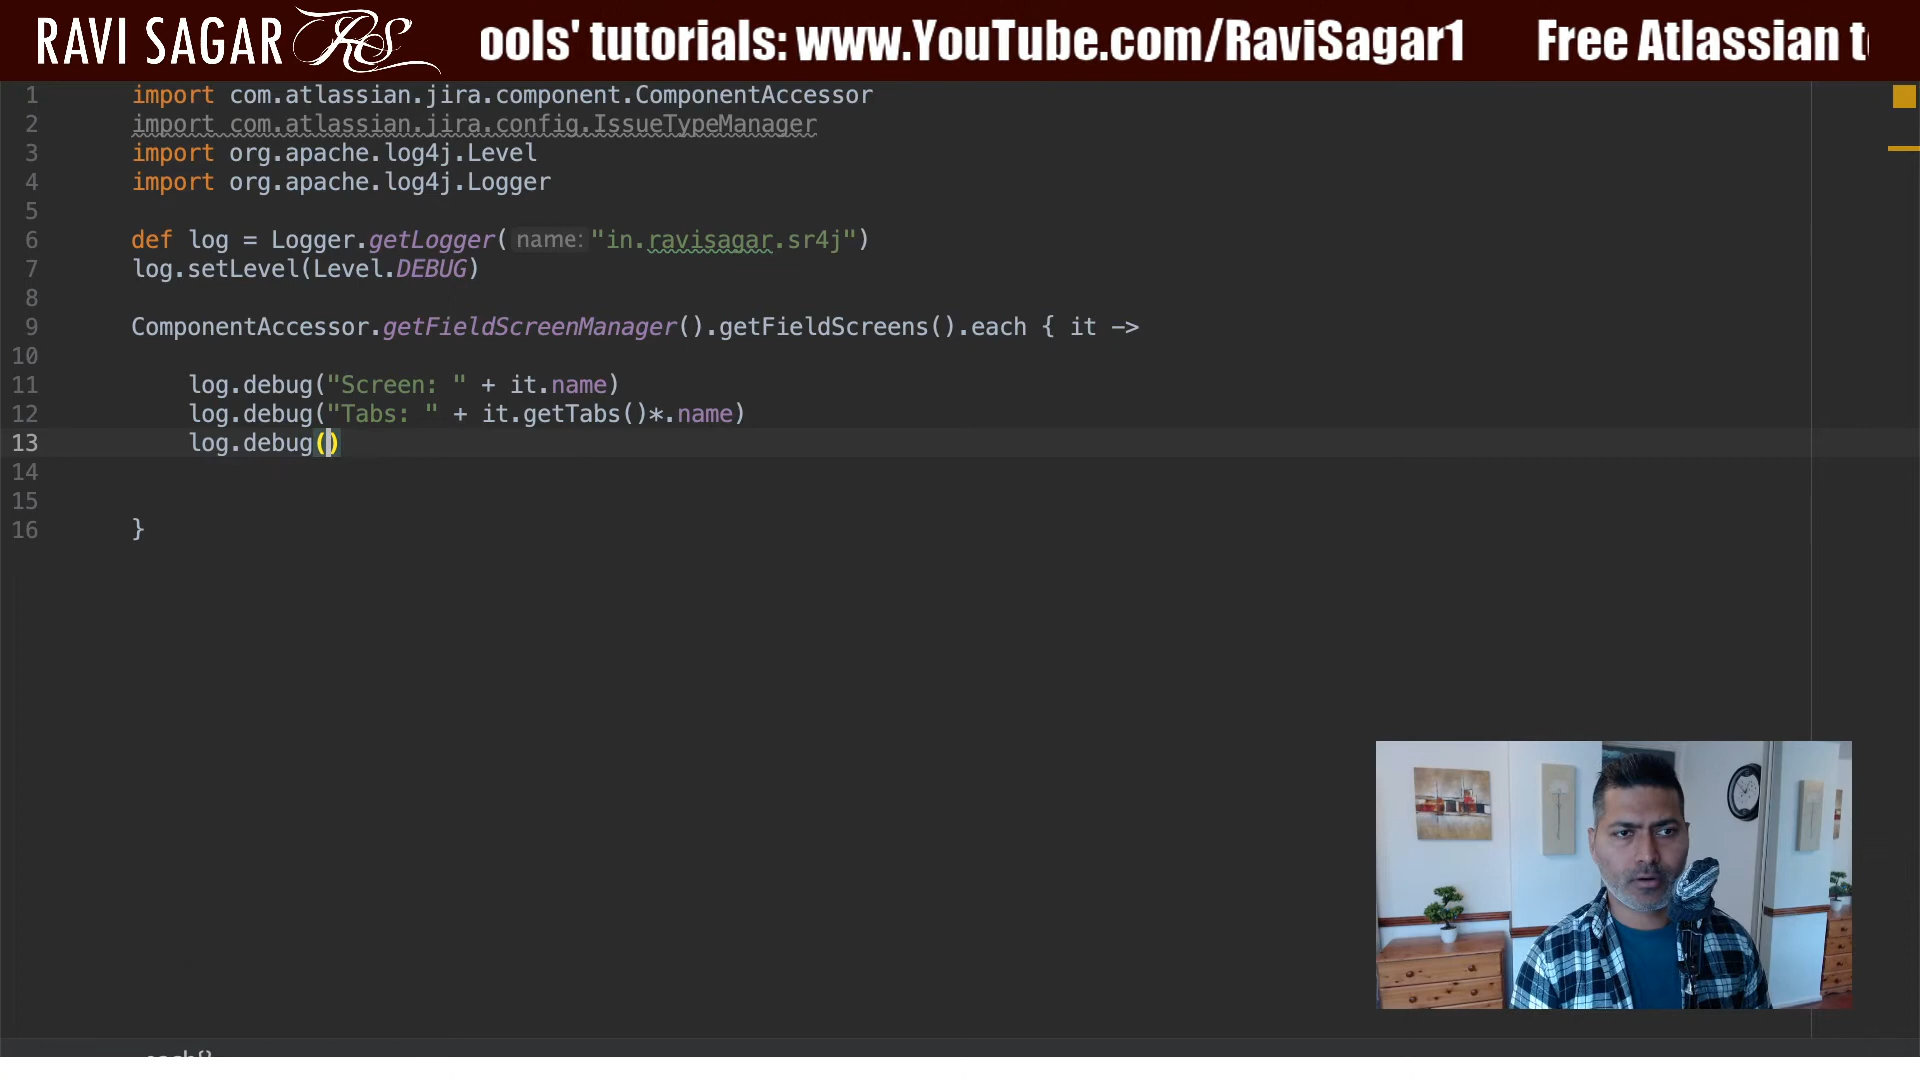 RAVI SAGAR RS ools' tutorials: www.YouTube.com/RaviSagar1 Free Atlassian t
1 import com.atlassian.jira.component.ComponentAccessor
2 import com.atlassian.jira.config.IssueTypeManager
3 import org.apache.log4j.Level
4 import org.apache.log4j.Logger
5
6 def log = Logger.getLogger( name: "in.ravisagar.sr4j")
7 log.setLevel(Level.DEBUG)
8
9 ComponentAccessor.getFieldScreenManager().getFieldScreens().each { it ->
10
11 log.debug("Screen: " + it.name)
12 log.debug("Tabs: " + it.getTabs()*.name)
13 log.debug()
14
15
16 }